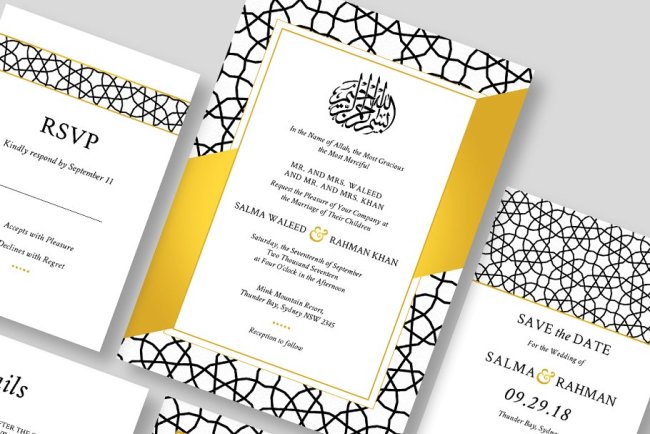 RSVP
Kindly respond by September 11
Accepts with Pleasure
Declines with Regret
بسم الله الرحمن الرحيم
In the Name of Allah, the Most Gracious
the Most Merciful
MR. AND MRS. WALEED
AND MR. AND MRS. KHAN
Request the Pleasure of Your Company at
the Marriage of Their Children
SALMA WALEED & RAHMAN KHAN
Saturday, the Seventeenth of September
Two Thousand Seventeen
at Four O'clock in the Afternoon
Mink Mountain Resort,
Thunder Bay, Sydney NSW 2345
Reception to follow
SAVE the DATE
For the Wedding of
SALMA & RAHMAN
09.29.18
Thunder Bay, Sydney